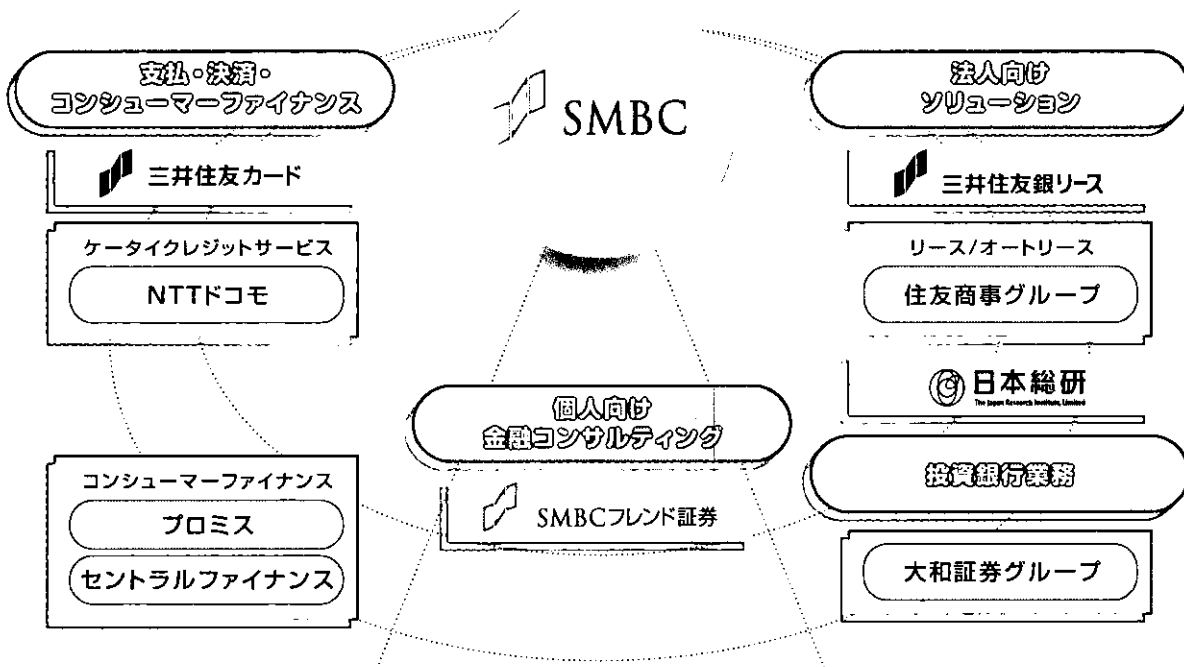 支払・決済・
コンシューマーファイナンス
三井住友カード
ケータイクレジットサービス
NTTドコモ
コンシューマーファイナンス
プロミス
セントラルファイナンス
SMBC
個人向け
金融コンサルティング
SMBCフレンド証券
法人向け
ソリューション
三井住友銀リース
リース/オートリース
住友商事グループ
日本総研
The Japan Research Institute, Limited
投資銀行業務
大和証券グループ